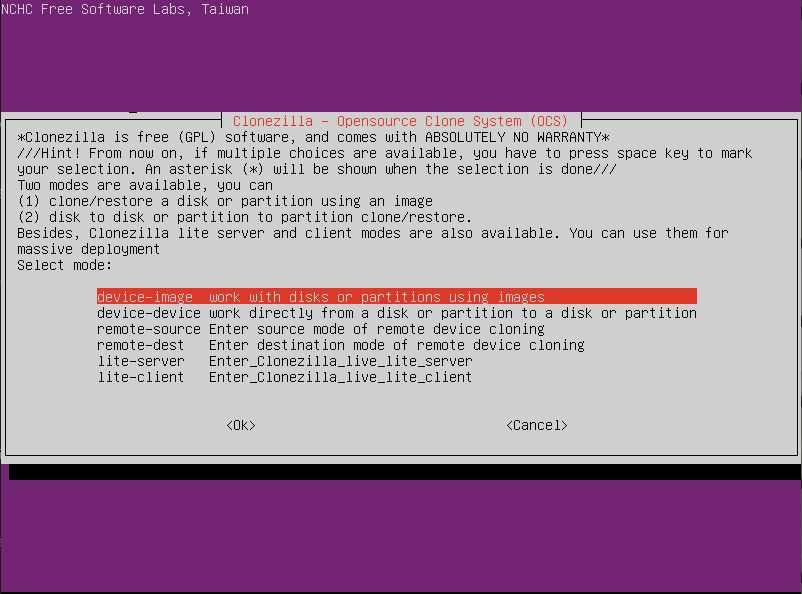 NCHC Free Software Labs, Taiwan
Clonezilla - Opensource Clone System (OCS)
*Clonezilla is free (GPL) software, and comes with ABSOLUTELY NO WARRANTY*
///Hint! From now on, if multiple choices are available, you have to press space key to mark
your selection. An asterisk (*) will be shown when the selection is done///
Two modes are available, you can
(1) clone/restore a disk or partition using an image
(2) disk to disk or partition to partition clone/restore.
Besides, Clonezilla lite server and client modes are also available. You can use them for
massive deployment
Select mode:
device-image work with disks or partitions using images
device-device work directly from a disk or partition to a disk or partition
remote-source Enter source mode of remote device cloning
remote-dest Enter destination mode of remote device cloning
lite-server Enter_Clonezilla_live_lite_server
lite-client Enter_Clonezilla_live_lite_client
<Ok> <Cancel>